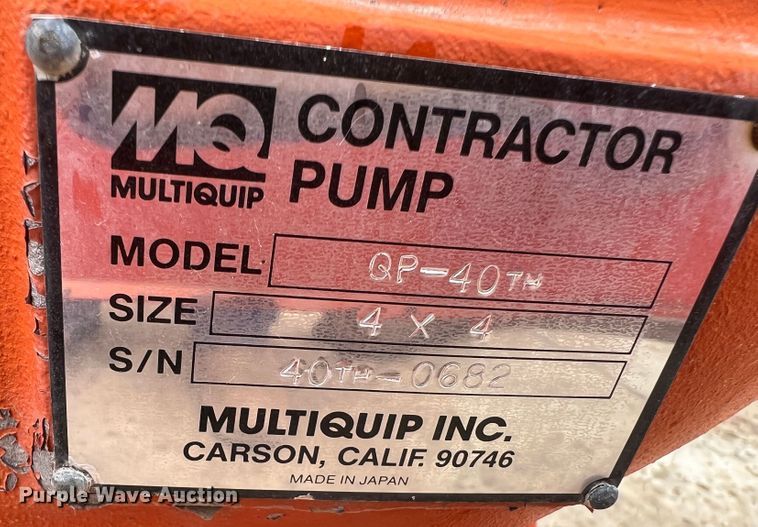 MQ CONTRACTOR
MULTIQUIP PUMP
MODEL QP-40TH
SIZE 4 X 4
S/N 40TH-0682
MULTIQUIP INC.
CARSON, CALIF. 90746
MADE IN JAPAN
Purple Wave Auction